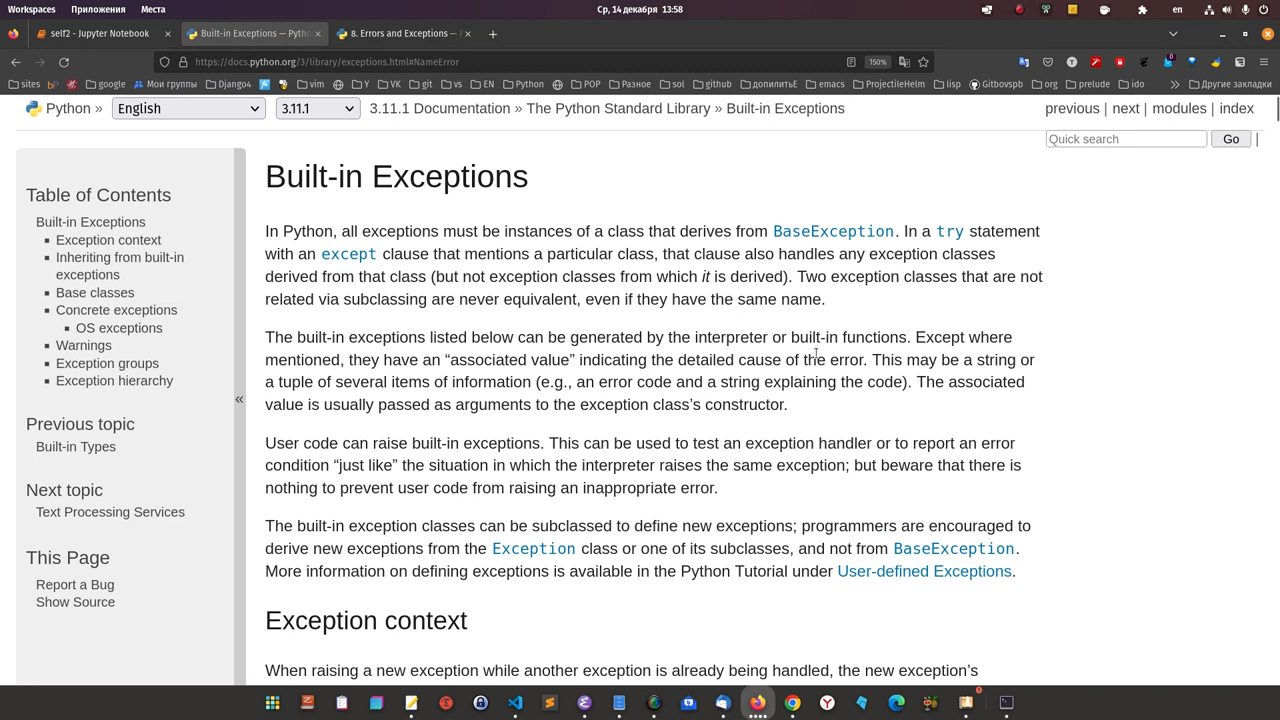 Workspaces Приложения Места Ср, 14 декабря 13:58 en
self2 - Jupyter Notebook Built-in Exceptions — Pytho 8. Errors and Exceptions —
https://docs.python.org/3/library/exceptions.html#NameError 150%
sites google Мои группы Django4 vim Y VK git vs EN Python POP Разное sol github допилитьЕ emacs ProjectileHelm lisp Gitbovspb org prelude ido Другие закладки
Python » English 3.11.1 3.11.1 Documentation » The Python Standard Library » Built-in Exceptions previous | next | modules | index
Quick search Go |
Table of Contents
Built-in Exceptions
Exception context
Inheriting from built-in
exceptions
Base classes
Concrete exceptions
OS exceptions
Warnings
Exception groups
Exception hierarchy
Previous topic
Built-in Types
Next topic
Text Processing Services
This Page
Report a Bug
Show Source
«
Built-in Exceptions
In Python, all exceptions must be instances of a class that derives from BaseException. In a try statement
with an except clause that mentions a particular class, that clause also handles any exception classes
derived from that class (but not exception classes from which it is derived). Two exception classes that are not
related via subclassing are never equivalent, even if they have the same name.
The built-in exceptions listed below can be generated by the interpreter or built-in functions. Except where
mentioned, they have an “associated value” indicating the detailed cause of the error. This may be a string or
a tuple of several items of information (e.g., an error code and a string explaining the code). The associated
value is usually passed as arguments to the exception class’s constructor.
User code can raise built-in exceptions. This can be used to test an exception handler or to report an error
condition “just like” the situation in which the interpreter raises the same exception; but beware that there is
nothing to prevent user code from raising an inappropriate error.
The built-in exception classes can be subclassed to define new exceptions; programmers are encouraged to
derive new exceptions from the Exception class or one of its subclasses, and not from BaseException.
More information on defining exceptions is available in the Python Tutorial under User-defined Exceptions.
Exception context
When raising a new exception while another exception is already being handled, the new exception’s